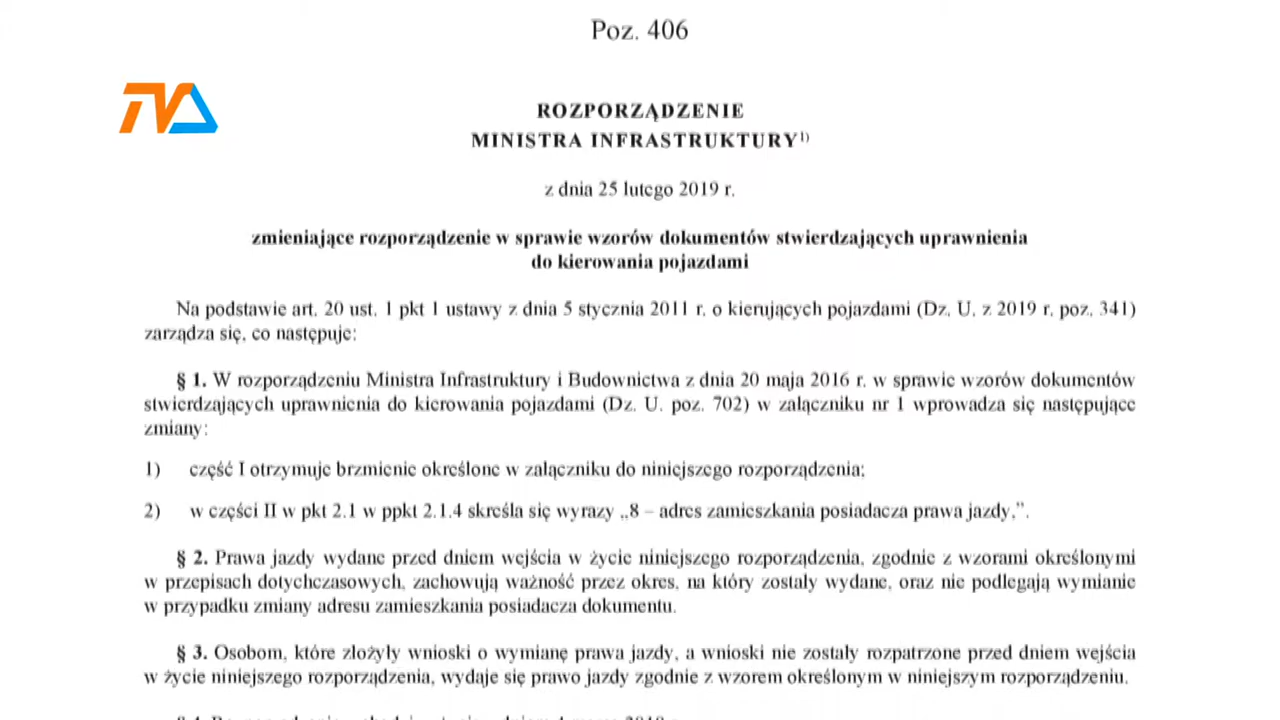 Poz. 406
TVA
ROZPORZĄDZENIE
MINISTRA INFRASTRUKTURY1)
z dnia 25 lutego 2019 r.
zmieniające rozporządzenie w sprawie wzorów dokumentów stwierdzających uprawnienia
do kierowania pojazdami
Na podstawie art. 20 ust. 1 pkt 1 ustawy z dnia 5 stycznia 2011 r. o kierujących pojazdami (Dz. U. z 2019 r. poz. 341)
zarządza się, co następuje:
§ 1. W rozporządzeniu Ministra Infrastruktury i Budownictwa z dnia 20 maja 2016 r. w sprawie wzorów dokumentów
stwierdzających uprawnienia do kierowania pojazdami (Dz. U. poz. 702) w załączniku nr 1 wprowadza się następujące
zmiany:
1) część I otrzymuje brzmienie określone w załączniku do niniejszego rozporządzenia;
2) w części II w pkt 2.1 w ppkt 2.1.4 skreśla się wyrazy „8 – adres zamieszkania posiadacza prawa jazdy,”.
§ 2. Prawa jazdy wydane przed dniem wejścia w życie niniejszego rozporządzenia, zgodnie z wzorami określonymi
w przepisach dotychczasowych, zachowują ważność przez okres, na który zostały wydane, oraz nie podlegają wymianie
w przypadku zmiany adresu zamieszkania posiadacza dokumentu.
§ 3. Osobom, które złożyły wnioski o wymianę prawa jazdy, a wnioski nie zostały rozpatrzone przed dniem wejścia
w życie niniejszego rozporządzenia, wydaje się prawo jazdy zgodnie z wzorem określonym w niniejszym rozporządzeniu.